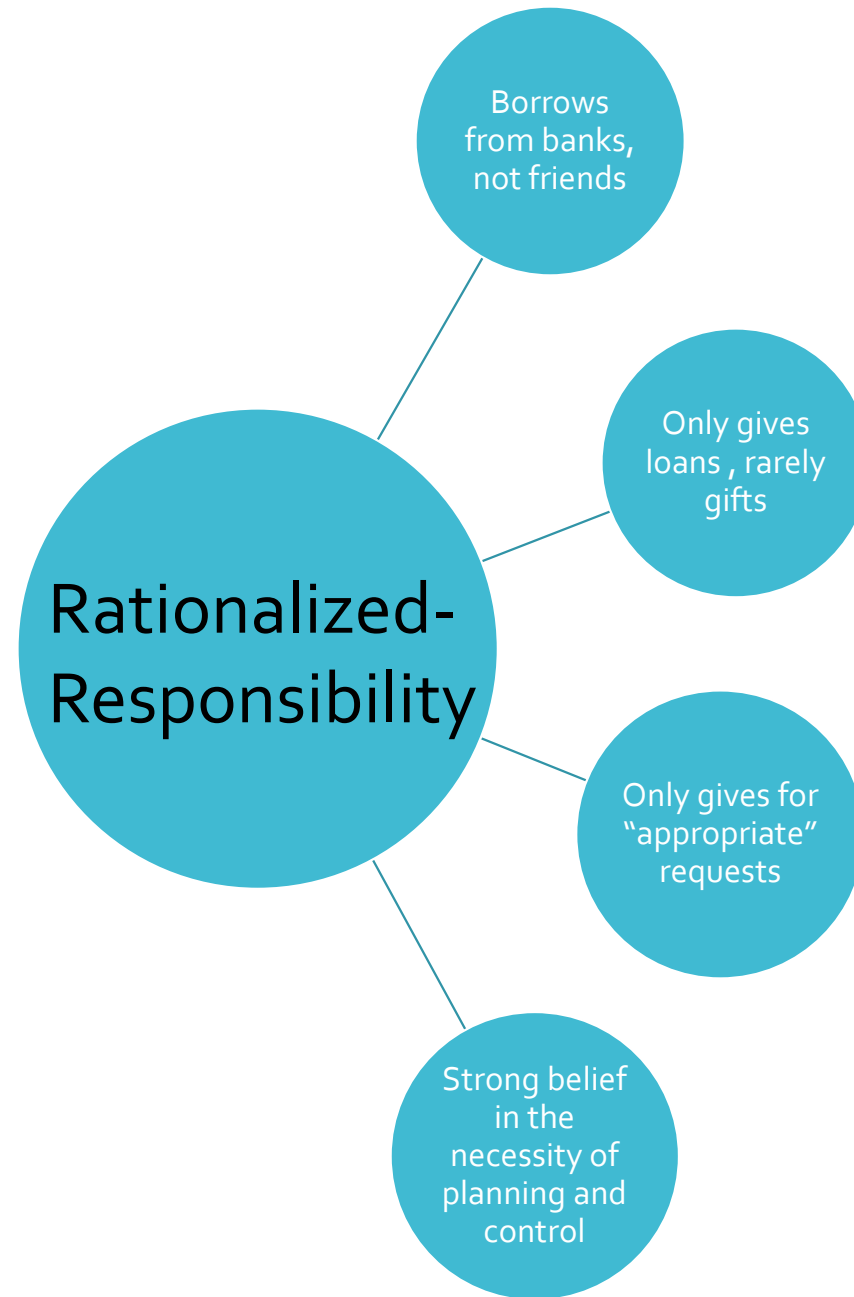 Borrows
from banks,
not friends
Only gives
loans , rarely
gifts
Rationalized-
Responsibility
Only gives for
“appropriate”
requests
Strong belief
in the
necessity of
planning and
control